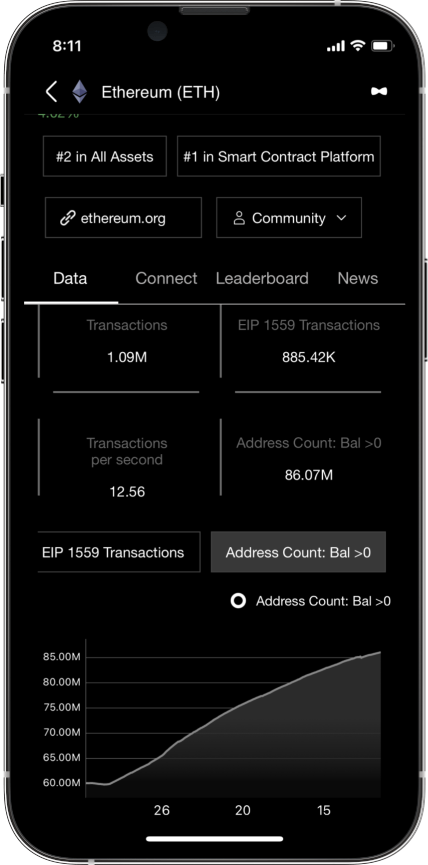 8:11
Ethereum (ETH)
#2 in All Assets
#1 in Smart Contract Platform
ethereum.org
Community
Data
Connect
Leaderboard
News
Transactions
1.09M
EIP 1559 Transactions
885.42K
Transactions
per second
12.56
Address Count: Bal >0
86.07M
EIP 1559 Transactions
Address Count: Bal >0
Address Count: Bal >0
85.00M
80.00M
75.00M
70.00M
65.00M
60.00M
26
20
15